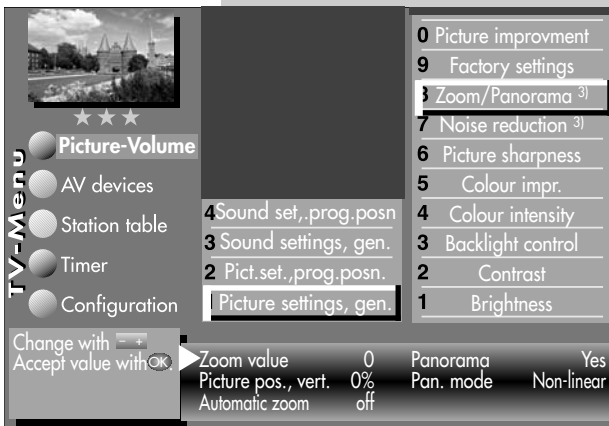 TV-Menu
Picture-Volume
AV devices
Station table
Timer
Configuration
4 Sound set,.prog.posn
3 Sound settings, gen.
2 Pict.set.,prog.posn.
Picture settings, gen.
0 Picture improvment
9 Factory settings
8 Zoom/Panorama 3)
7 Noise reduction 3)
6 Picture sharpness
5 Colour impr.
4 Colour intensity
3 Backlight control
2 Contrast
1 Brightness
Change with - +
Accept value with OK.
Zoom value 0 Panorama Yes
Picture pos., vert. 0% Pan. mode Non-linear
Automatic zoom off